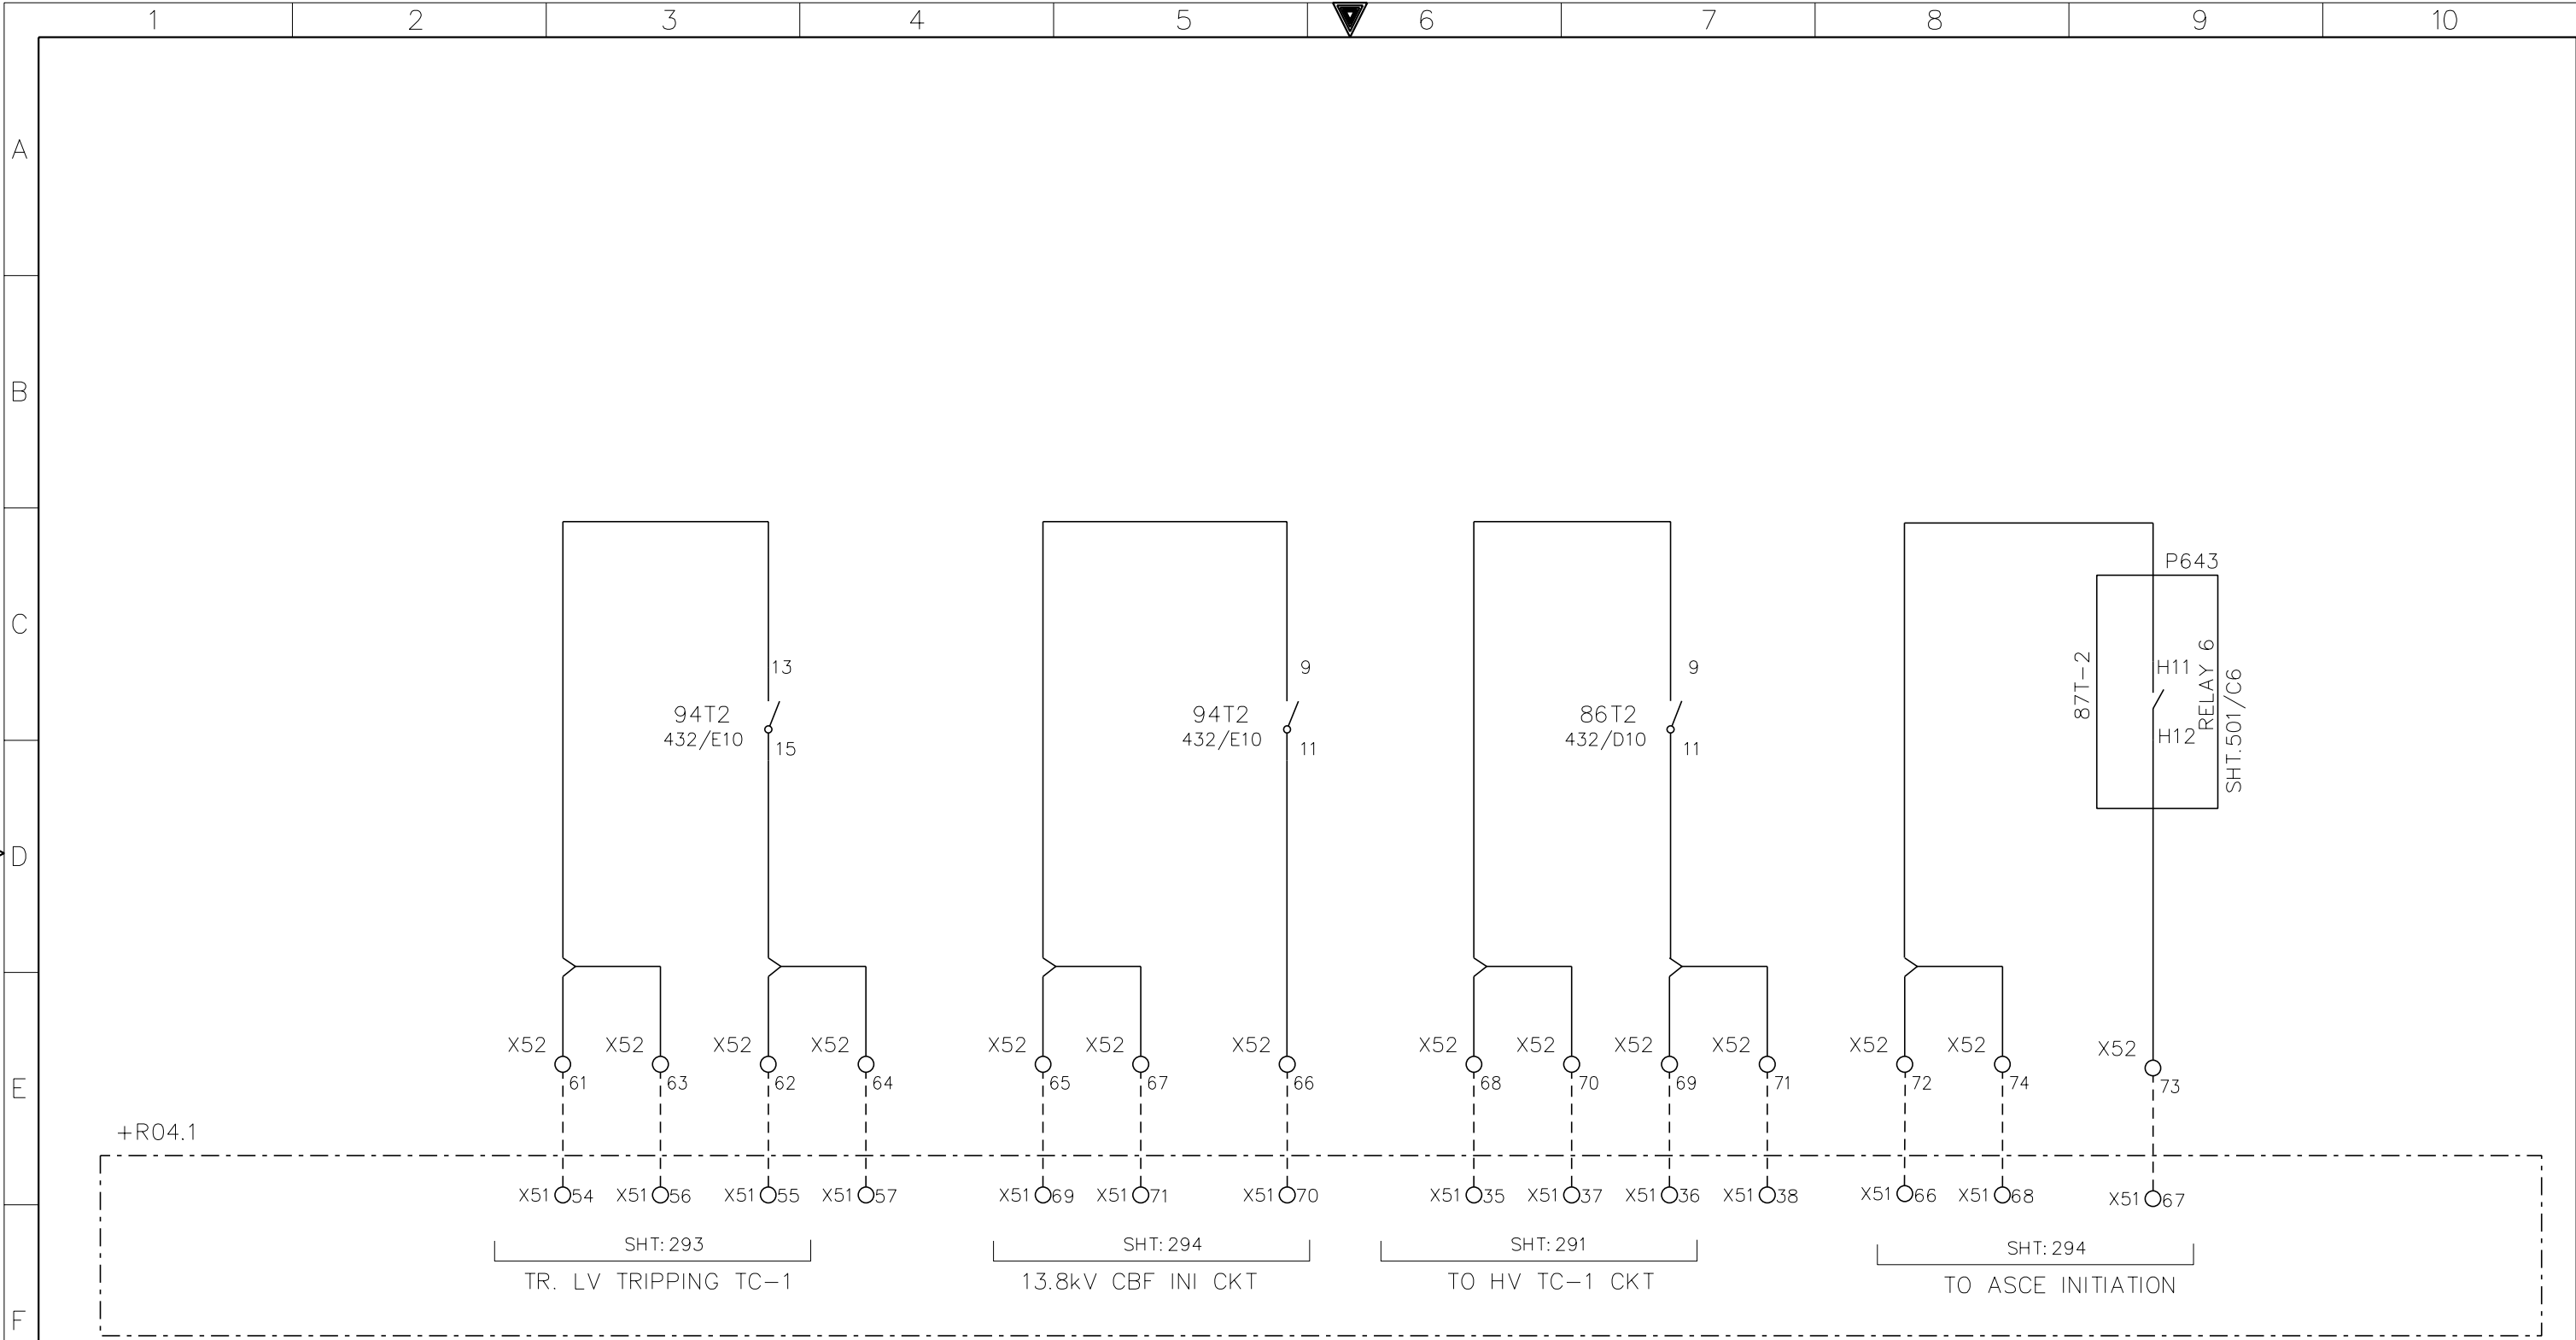 1 2 3 4 5 6 7 8 9 10
A
B
C
P643
13
9
9
87T-2
H11
RELAY 6
SHT.501/C6
94T2
432/E10
94T2
432/E10
86T2
432/D10
15
11
11
H12
D
X52 X52 X52 X52 X52 X52 X52 X52 X52 X52 X52 X52 X52 X52
61 63 62 64 65 67 66 68 70 69 71 72 74 73
E
+R04.1
X51 54 X51 56 X51 55 X51 57 X51 69 X51 71 X51 70 X51 35 X51 37 X51 36 X51 38 X51 66 X51 68 X51 67
SHT:293
TR. LV TRIPPING TC-1
SHT:294
13.8kV CBF INI CKT
SHT:291
TO HV TC-1 CKT
SHT:294
TO ASCE INITIATION
F